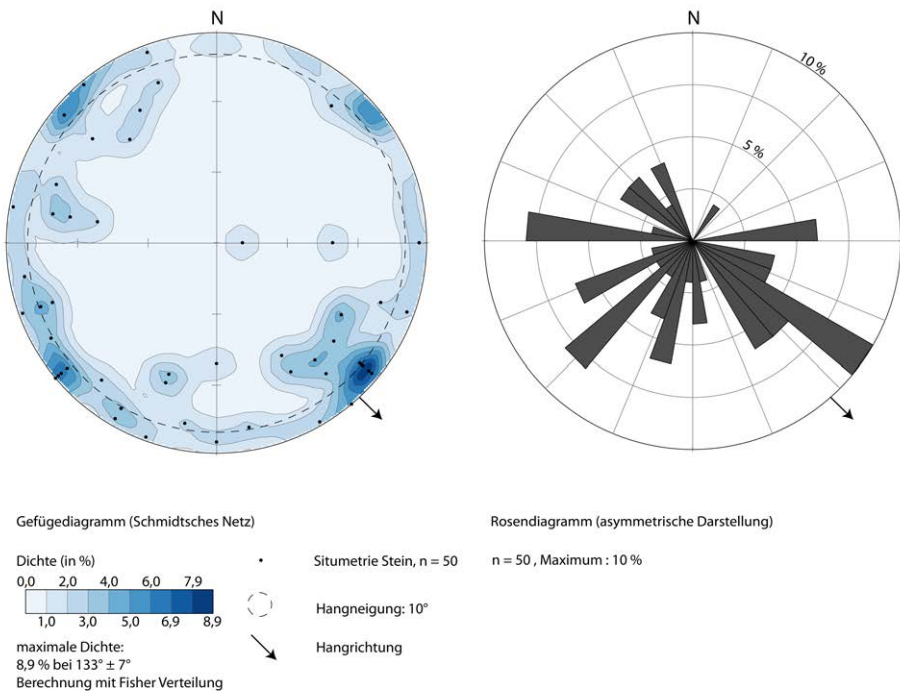 N
N
10 %
5 %
Gefügediagramm (Schmidtsches Netz)
Dichte (in %)
0,0 2,0 4,0 6,0 7,9
1,0 3,0 5,0 6,9 8,9
maximale Dichte:
8,9 % bei 133° ± 7°
Berechnung mit Fisher Verteilung
Situmetrie Stein, n = 50
Hangneigung: 10°
Hangrichtung
Rosendiagramm (asymmetrische Darstellung)
n = 50 , Maximum : 10 %